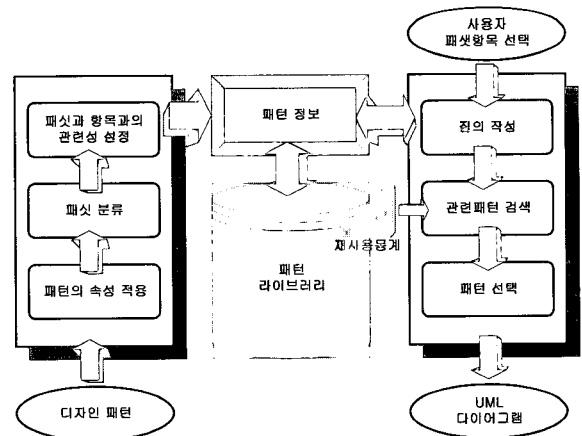 사용자
패싯항목 선택
패싯과 항목과의
관련성 설정
패싯 분류
패턴의 속성 적용
디자인 패턴
패턴 정보
재사용통계
패턴
라이브러리
질의 작성
관련패턴 검색
패턴 선택
UML
다이어그램